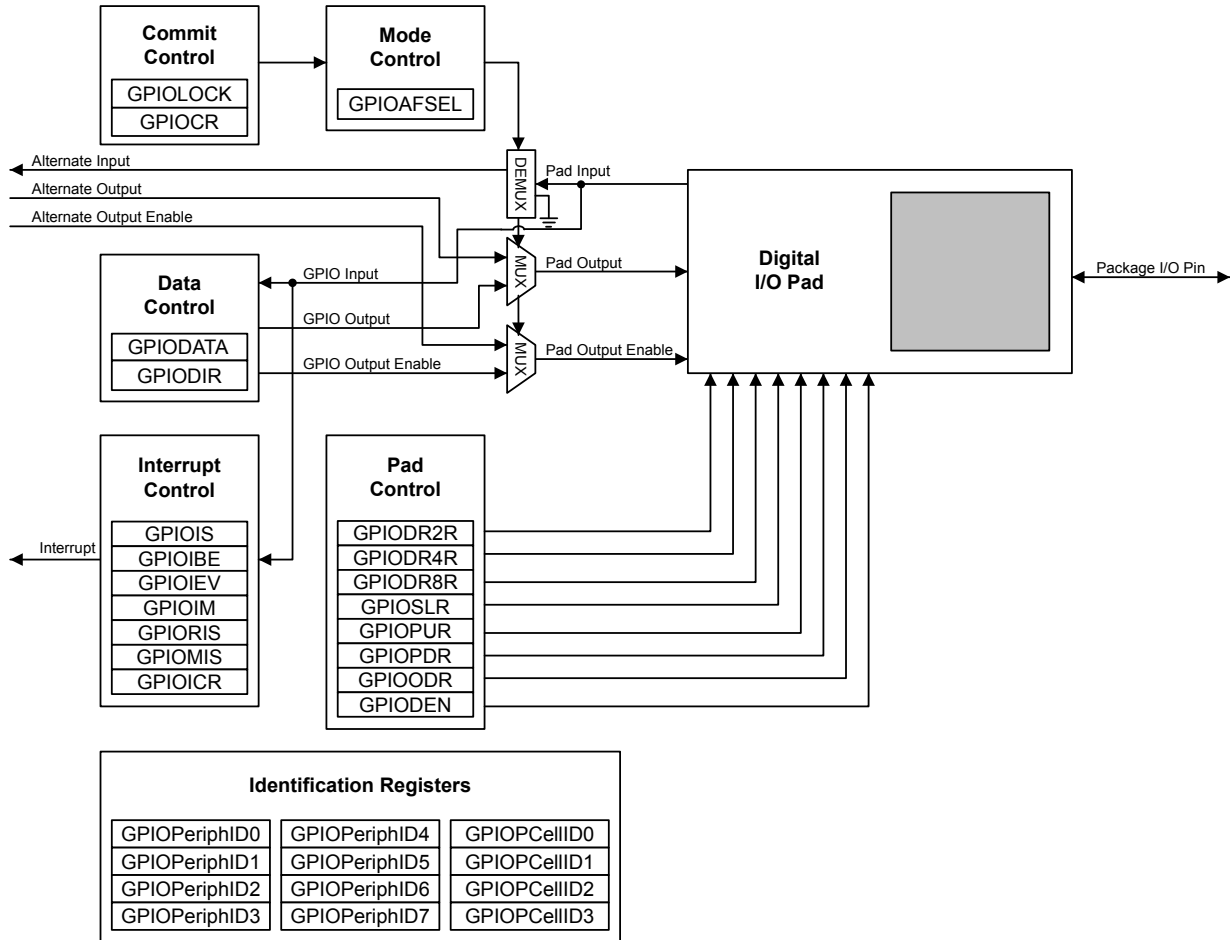 Commit
Control
GPIOLOCK
GPIOCR
Mode
Control
GPIOAFSEL
Alternate Input
Alternate Output
Alternate Output Enable
DEMUX
Pad Input
MUX
Pad Output
MUX
Pad Output Enable
Digital
I/O Pad
Package I/O Pin
Data
Control
GPIODATA
GPIODIR
GPIO Input
GPIO Output
GPIO Output Enable
Interrupt
Control
GPIOIS
GPIOIBE
GPIOIEV
GPIOIM
GPIORIS
GPIOMIS
GPIOICR
Interrupt
Pad
Control
GPIODR2R
GPIODR4R
GPIODR8R
GPIOSLR
GPIOPUR
GPIOPDR
GPIOODR
GPIODEN
Identification Registers
GPIOPeriphID0
GPIOPeriphID1
GPIOPeriphID2
GPIOPeriphID3
GPIOPeriphID4
GPIOPeriphID5
GPIOPeriphID6
GPIOPeriphID7
GPIOPCellID0
GPIOPCellID1
GPIOPCellID2
GPIOPCellID3